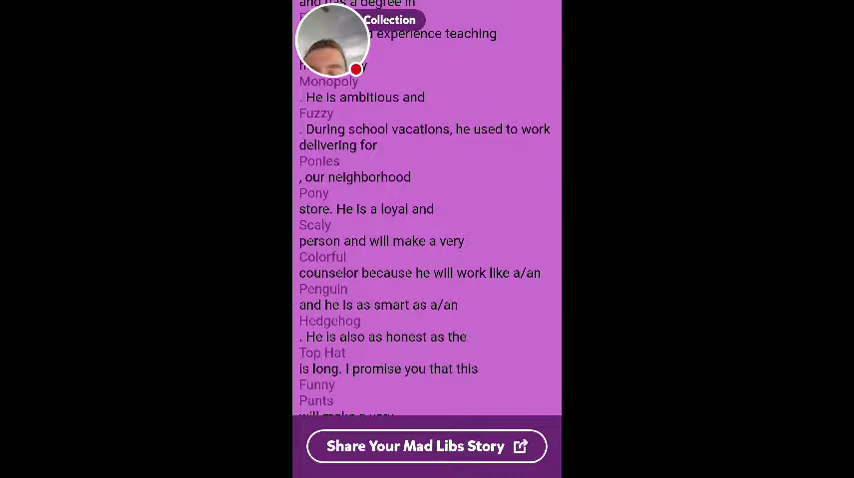 and has a degree in
Collection
experience teaching
Monopoly
. He is ambitious and
Fuzzy
. During school vacations, he used to work
delivering for
Ponies
, our neighborhood
Pony
store. He is a loyal and
Scaly
person and will make a very
Colorful
counselor because he will work like a/an
Penguin
and he is as smart as a/an
Hedgehog
. He is also as honest as the
Top Hat
is long. I promise you that this
Funny
Pants
will make a very
Share Your Mad Libs Story